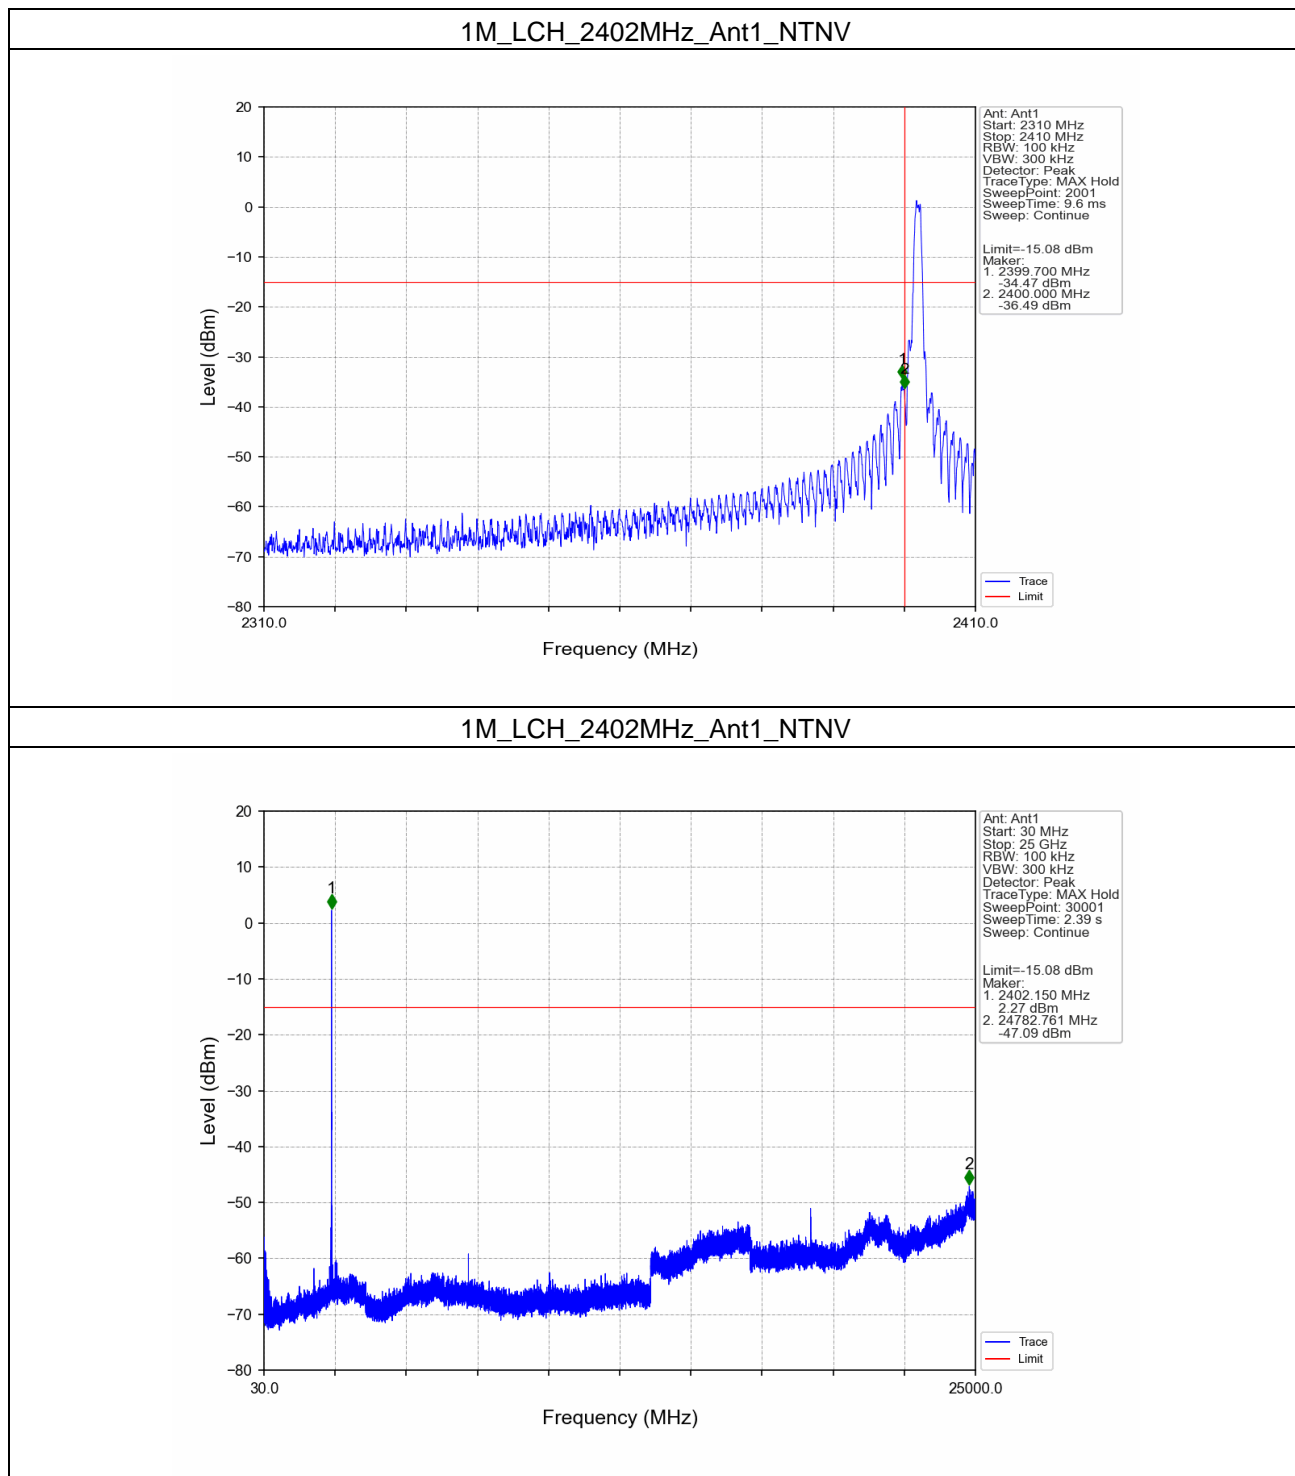 1M_LCH_2402MHz_Ant1_NTNV
20
10
0
−10
−20
−30
−40
−50
−60
−70
−80
Level (dBm)
1
2
2310.0
2410.0
Frequency (MHz)
Ant: Ant1
Start: 2310 MHz
Stop: 2410 MHz
RBW: 100 kHz
VBW: 300 kHz
Detector: Peak
TraceType: MAX Hold
SweepPoint: 2001
SweepTime: 9.6 ms
Sweep: Continue
Limit=-15.08 dBm
Maker:
1. 2399.700 MHz
-34.47 dBm
2. 2400.000 MHz
-36.49 dBm
Trace
Limit
1M_LCH_2402MHz_Ant1_NTNV
20
10
0
−10
−20
−30
−40
−50
−60
−70
−80
Level (dBm)
1
2
30.0
25000.0
Frequency (MHz)
Ant: Ant1
Start: 30 MHz
Stop: 25 GHz
RBW: 100 kHz
VBW: 300 kHz
Detector: Peak
TraceType: MAX Hold
SweepPoint: 30001
SweepTime: 2.39 s
Sweep: Continue
Limit=-15.08 dBm
Maker:
1. 2402.150 MHz
2.27 dBm
2. 24782.761 MHz
-47.09 dBm
Trace
Limit